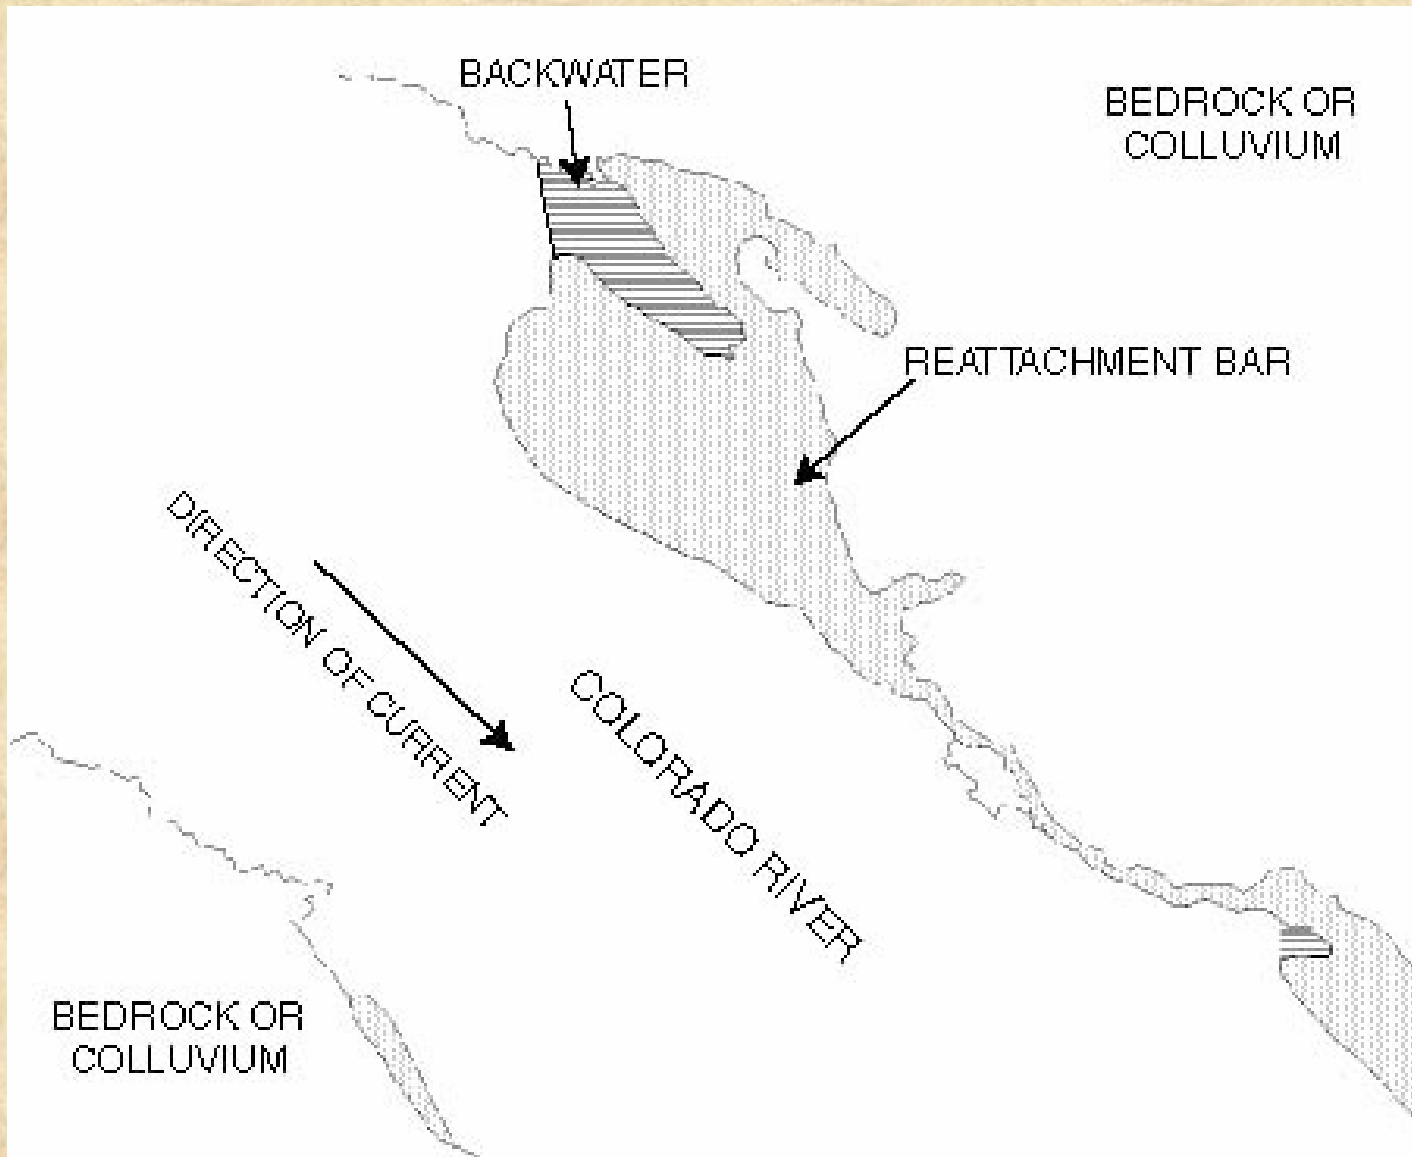 BACKWATER
BEDROCK OR
COLLUVIUM
REATTACHMENT BAR
DIRECTION OF CURRENT
COLORADO RIVER
BEDROCK OR
COLLUVIUM